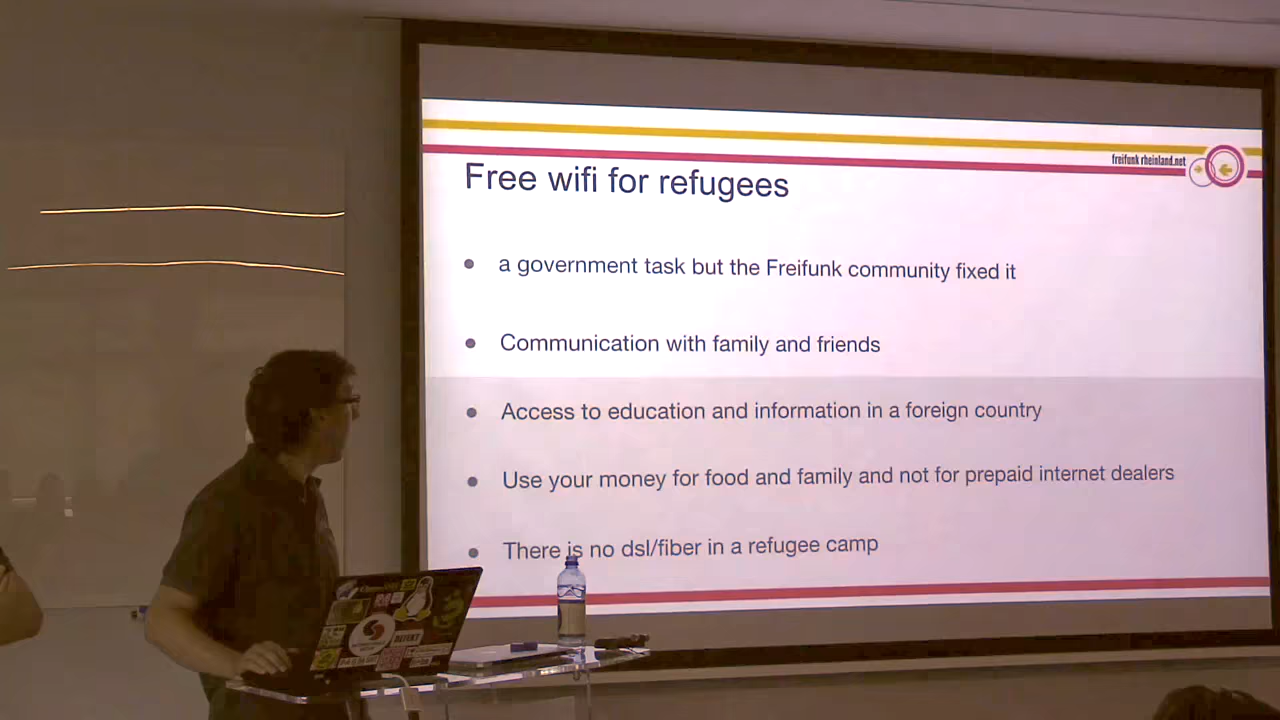 freifunk rheinland.net
Free wifi for refugees
a government task but the Freifunk community fixed it
Communication with family and friends
Access to education and information in a foreign country
Use your money for food and family and not for prepaid internet dealers
There is no dsl/fiber in a refugee camp
DEFEKT